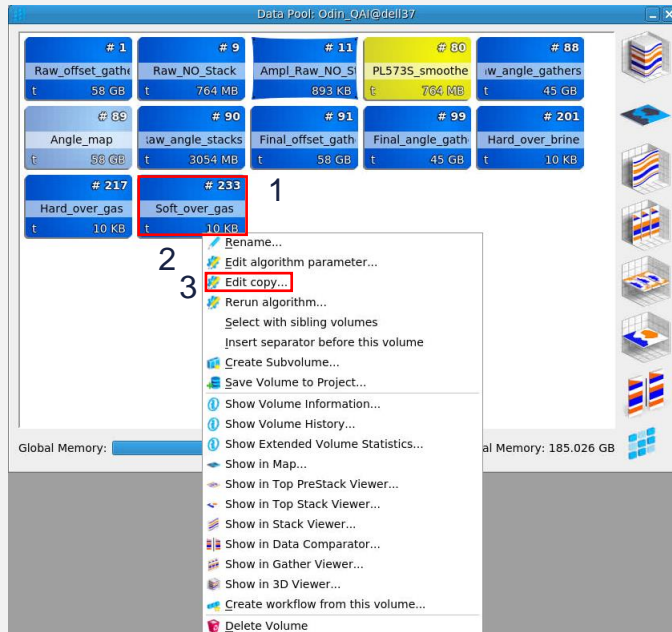 Data Pool: Odin_QAi@dell37
# 1
Raw_offset_gathe
t 58 GB
# 9
Raw_NO_Stack
t 764 MB
# 11
Ampl_Raw_NO_S
893 KB
# 80
PL573S_smoothe
t 764 MB
# 88
w_angle_gathers
t 45 GB
# 89
Angle_map
t 58 GB
# 90
aw_angle_stacks
t 3054 MB
# 91
Final_offset_gath
t 58 GB
# 99
Final_angle_gath
t 45 GB
# 201
Hard_over_brine
t 10 KB
# 217
Hard_over_gas
t 10 KB
# 233
Soft_over_gas
t 10 KB
1
2
3
Rename...
Edit algorithm parameter...
Edit copy...
Rerun algorithm...
Select with sibling volumes
Insert separator before this volume
Create Subvolume...
Save Volume to Project...
Show Volume Information...
Show Volume History...
Show Extended Volume Statistics...
Show in Map...
Show in Top PreStack Viewer...
Show in Top Stack Viewer...
Show in Stack Viewer...
Show in Data Comparator...
Show in Gather Viewer...
Show in 3D Viewer...
Create workflow from this volume...
Delete Volume
Global Memory: al Memory: 185.026 GB